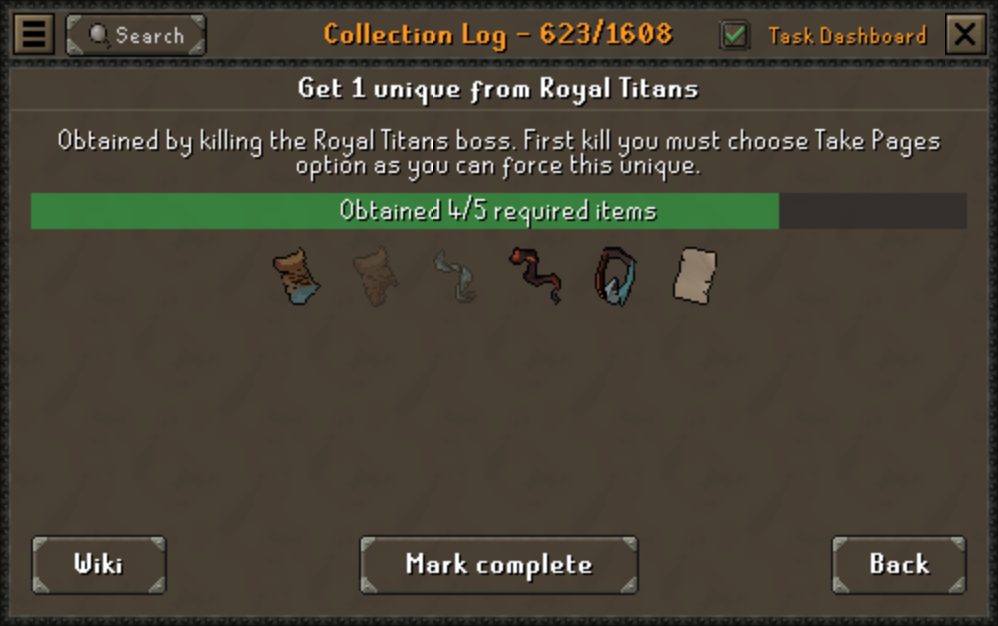 Search
Collection Log - 623/1608
Task Dashboard
Get 1 unique from Royal Titans
Obtained by killing the Royal Titans boss. First kill you must choose Take Pages
option as you can force this unique.
Obtained 4/5 required items
Wiki
Mark complete
Back